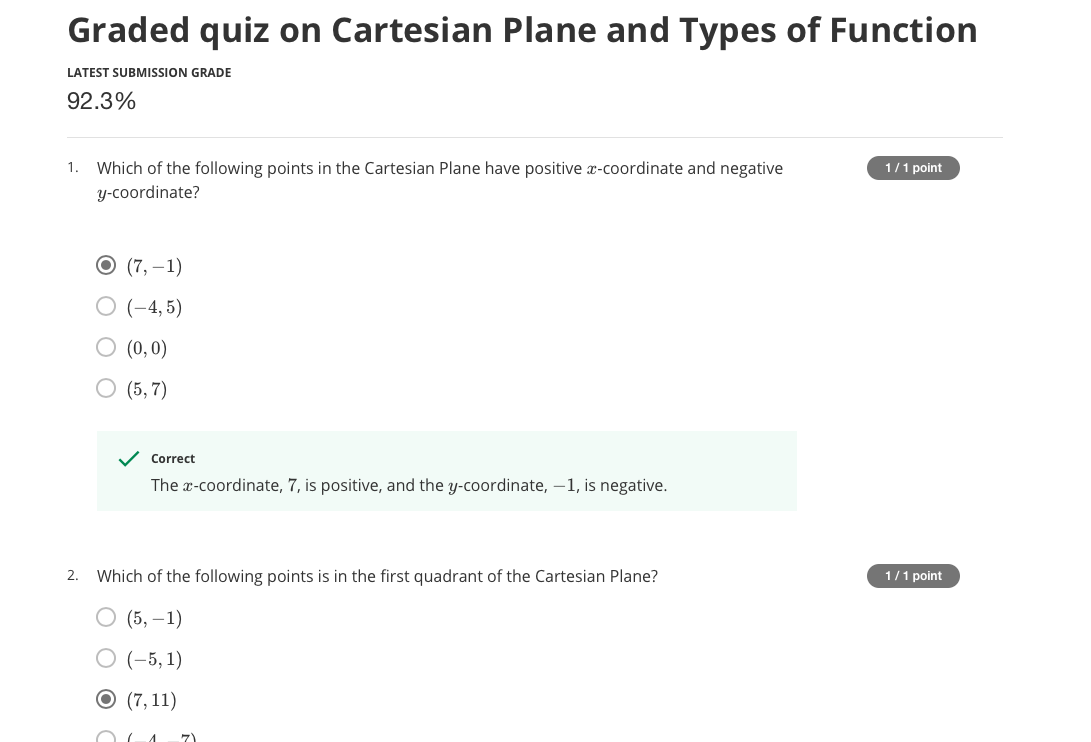 Graded quiz on Cartesian Plane and Types of Function
LATEST SUBMISSION GRADE
92.3%
1. Which of the following points in the Cartesian Plane have positive x-coordinate and negative 1 / 1 point
y-coordinate?
(7, −1)
(−4, 5)
(0, 0)
(5, 7)
Correct
The x-coordinate, 7, is positive, and the y-coordinate, −1, is negative.
2. Which of the following points is in the first quadrant of the Cartesian Plane? 1 / 1 point
(5, −1)
(−5, 1)
(7, 11)
(−4, −7)